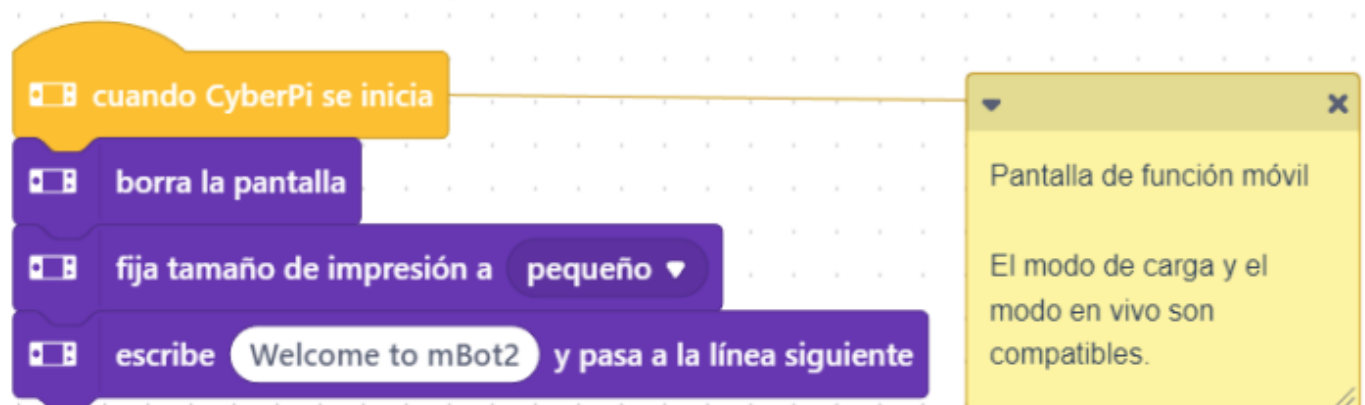 cuando CyberPi se inicia
borra la pantalla
fija tamaño de impresión a pequeño
escribe Welcome to mBot2 y pasa a la línea siguiente
Pantalla de función móvil
El modo de carga y el
modo en vivo son
compatibles.